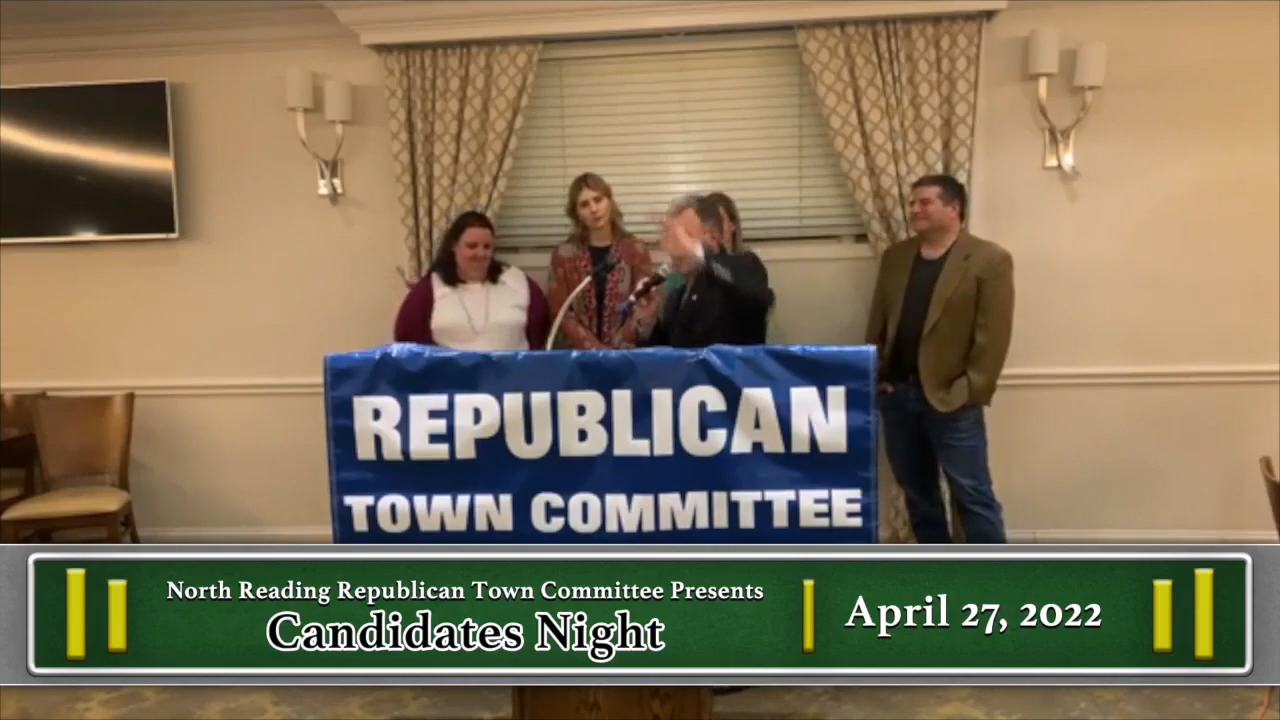 REPUBLICAN
TOWN COMMITTEE
North Reading Republican Town Committee Presents
Candidates Night
April 27, 2022